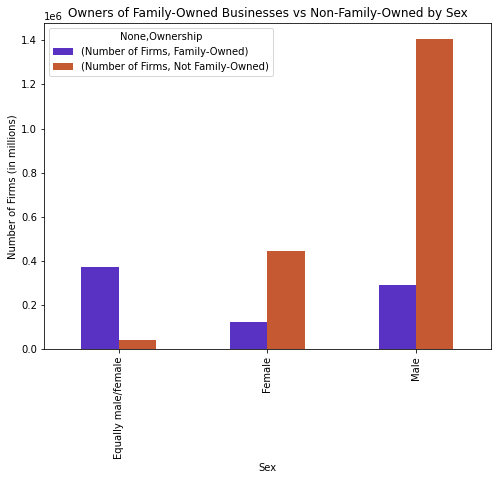 Owners of Family-Owned Businesses vs Non-Family-Owned by Sex
1e6
None,Ownership
(Number of Firms, Family-Owned)
(Number of Firms, Not Family-Owned)
Number of Firms (in millions)
1.4
1.2
1.0
0.8
0.6
0.4
0.2
0.0
Equally male/female
Female
Male
Sex